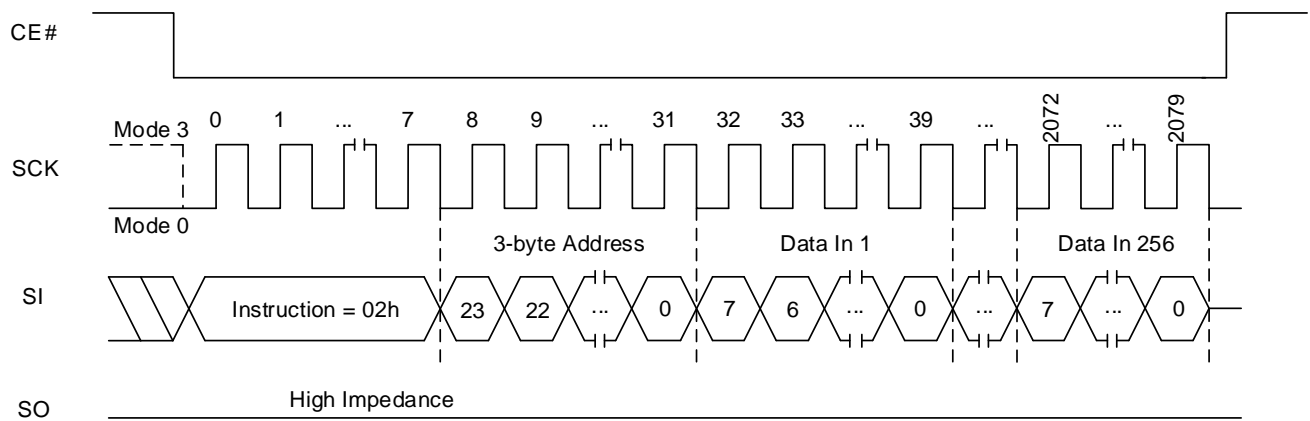 CE#
Mode 3
0 1 ... 7 8 9 ... 31 32 33 ... 39 ... 2072 ... 2079
SCK
Mode 0
3-byte Address Data In 1 Data In 256
SI Instruction = 02h 23 22 ... 0 7 6 ... 0 ... 7 ... 0
High Impedance
SO